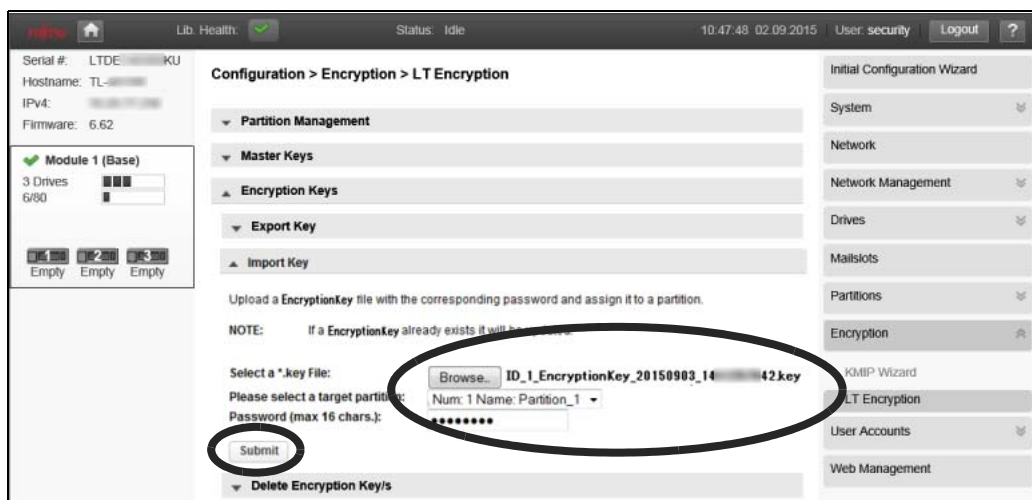 Lib. Health: Status: Idle 10:47:48 02.09.2015 User: security Logout ?
Serial #: LTDE KU
Hostname: TL-
IPv4:
Firmware: 6.62
Module 1 (Base)
3 Drives
6/80
1 2 3
Empty Empty Empty
Configuration > Encryption > LT Encryption
Partition Management
Master Keys
Encryption Keys
Export Key
Import Key
Upload a EncryptionKey file with the corresponding password and assign it to a partition.
NOTE: If a EncryptionKey already exists it will be
Select a *.key File: Browse.. ID_1_EncryptionKey_20150903_14 42.key
Please select a target partition: Num: 1 Name: Partition_1
Password (max 16 chars.): ••••••••
Submit
Delete Encryption Key/s
Initial Configuration Wizard
System
Network
Network Management
Drives
Mailslots
Partitions
Encryption
KMIP Wizard
LT Encryption
User Accounts
Web Management